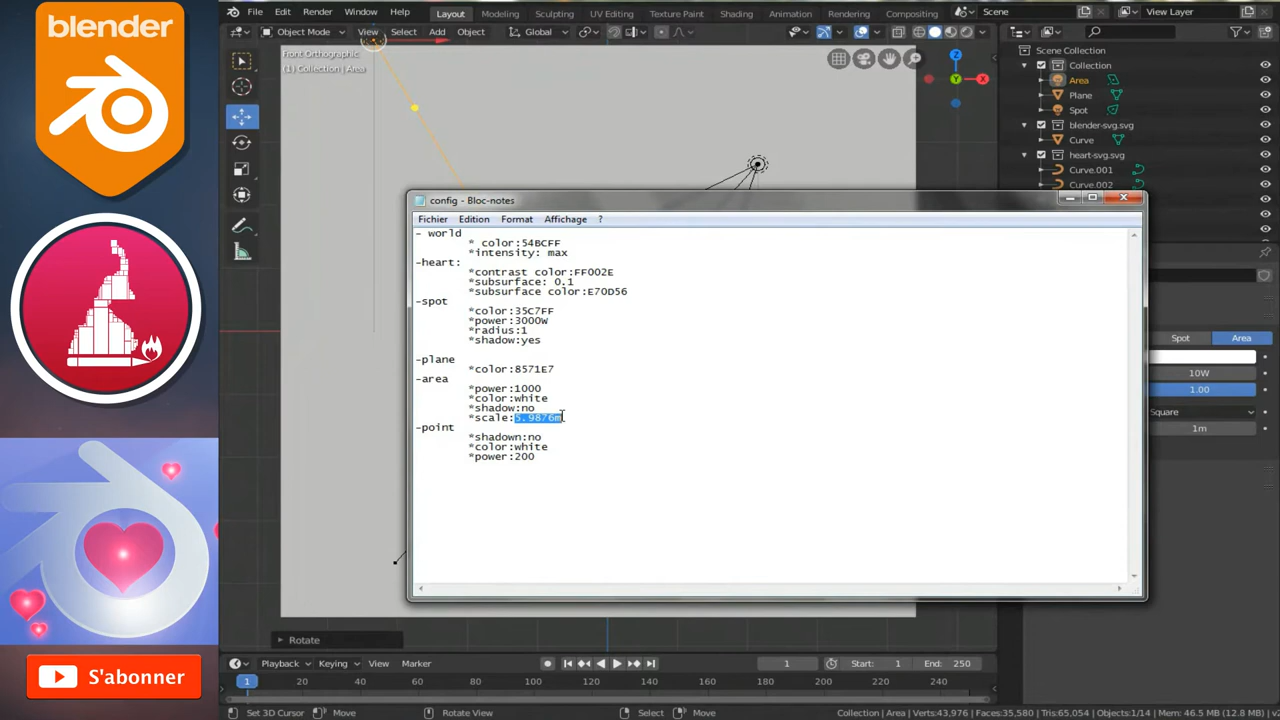 blender
S'abonner
File Edit Render Window Help Layout Modeling Sculpting UV Editing Texture Paint Shading Animation Rendering Compositing Scene View Layer
Object Mode View Select Add Object Global
Front Orthographic
(1) Collection | Area
Z
X
Y
Scene Collection
Collection
Area
Plane
Spot
blender-svg.svg
Curve
heart-svg.svg
Curve.001
Curve.002
config - Bloc-notes
Fichier Edition Format Affichage ?
- world
* color:54BCFF
*intensity: max
-heart:
*contrast color:FF002E
*subsurface: 0.1
*subsurface color:E70D56
-spot
*color:35C7FF
*power:3000W
*radius:1
*shadow:yes
-plane
*color:8571E7
-area
*power:1000
*color:white
*shadow:no
*scale:5.9876m
-point
*shadown:no
*color:white
*power:200
Spot Area
10W
1.00
Square
1m
Rotate
Playback Keying View Marker 1 Start: 1 End: 250
1 20 40 60 80 100 120 140 160 180 200 220 240
Set 3D Cursor Move Rotate View Select Move Collection | Area | Verts:43,976 | Faces:35,580 | Tris:65,054 | Objects:1/14 | Mem: 46.5 MB (12.8 MB) | v2